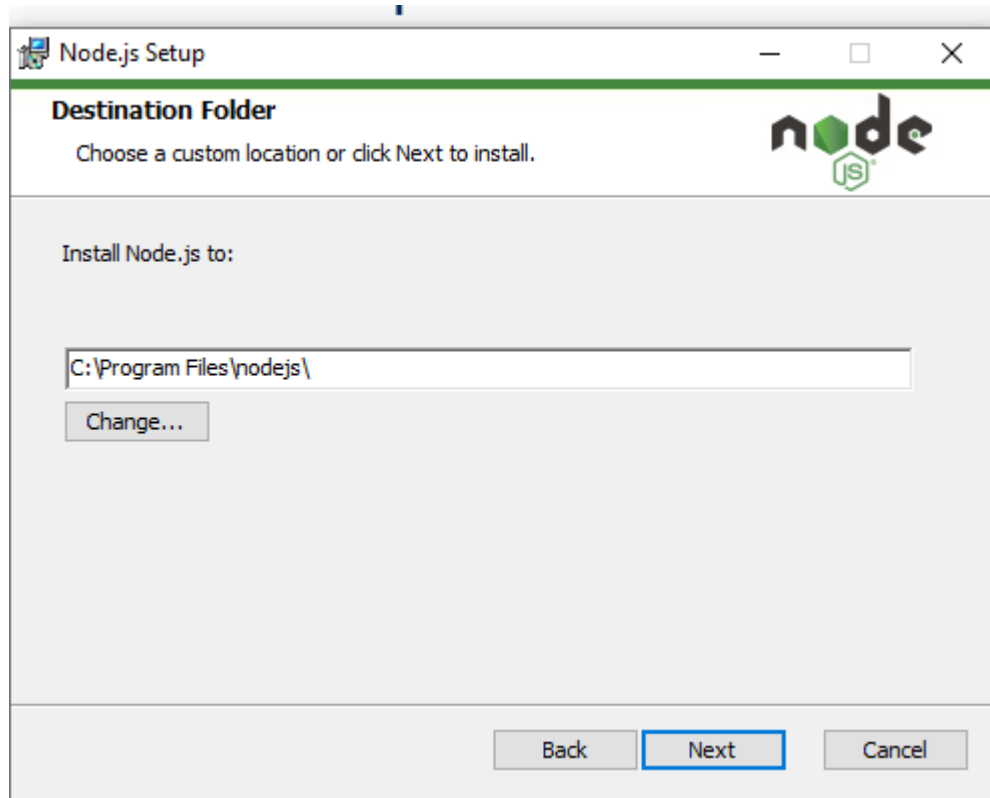 Node.js Setup
Destination Folder
Choose a custom location or click Next to install.
node
JS
Install Node.js to:
C:\Program Files\nodejs\
Change...
Back Next Cancel